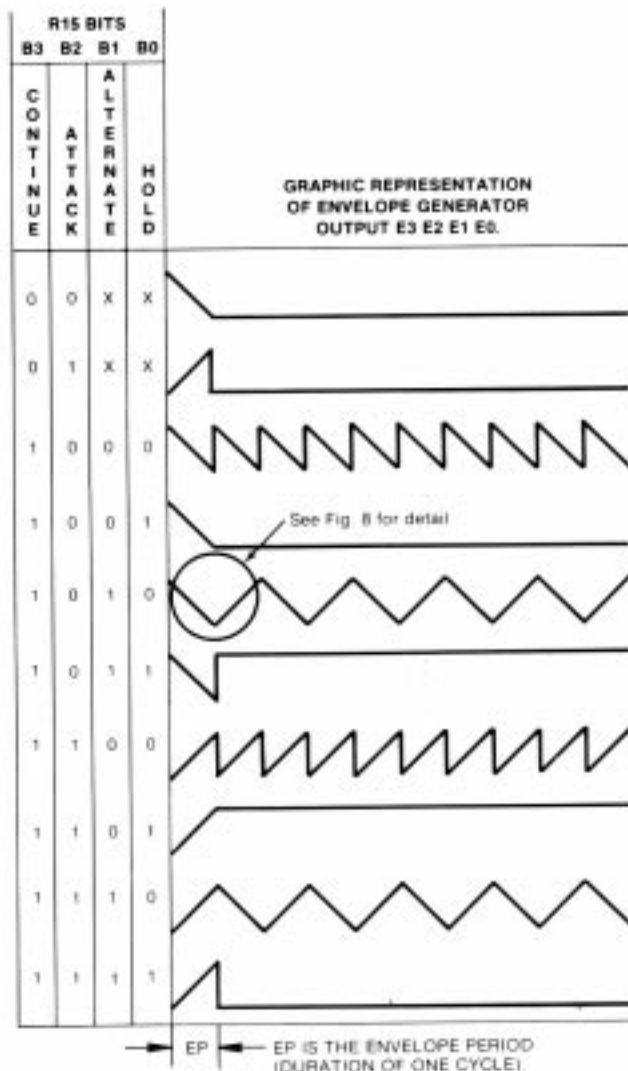 R15 BITS
B3 B2 B1 B0
CONTINUE
ATTACK
ALTERNATE
HOLD
GRAPHIC REPRESENTATION
OF ENVELOPE GENERATOR
OUTPUT E3 E2 E1 E0.
0 0 X X
0 1 X X
1 0 0 0
1 0 0 1
See Fig. 8 for detail
1 0 1 0
1 0 1 1
1 1 0 0
1 1 0 1
1 1 1 0
1 1 1 1
EP
EP IS THE ENVELOPE PERIOD
(DURATION OF ONE CYCLE)